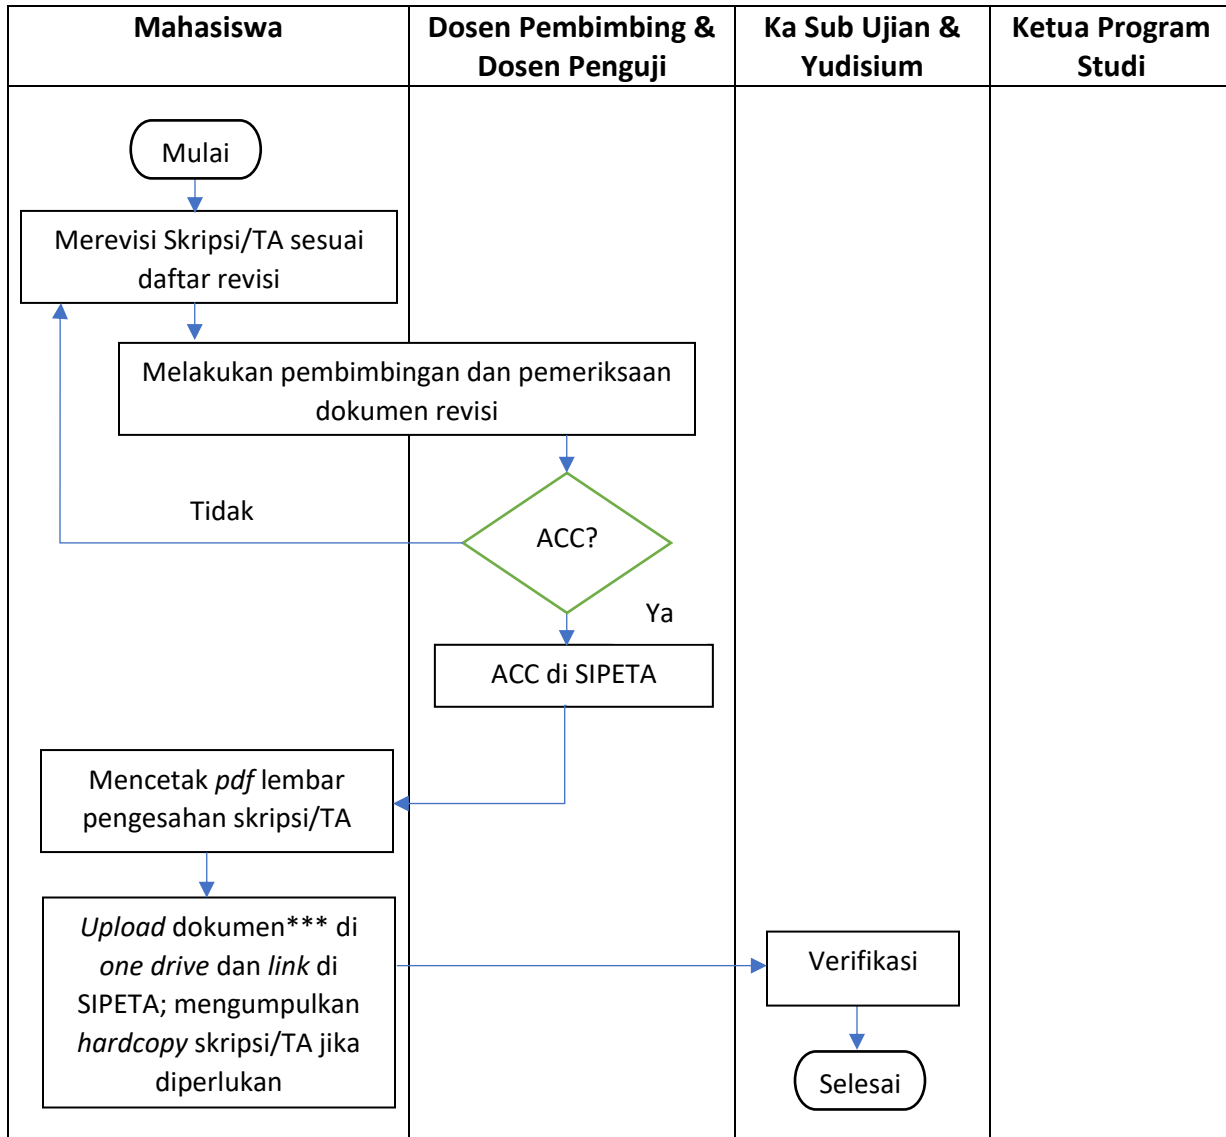 Mahasiswa
Dosen Pembimbing &
Dosen Penguji
Ka Sub Ujian &
Yudisium
Ketua Program
Studi
Mulai
Merevisi Skripsi/TA sesuai
daftar revisi
Melakukan pembimbingan dan pemeriksaan
dokumen revisi
Tidak
ACC?
Ya
ACC di SIPETA
Mencetak pdf lembar
pengesahan skripsi/TA
Upload dokumen*** di
one drive dan link di
SIPETA; mengumpulkan
hardcopy skripsi/TA jika
diperlukan
Verifikasi
Selesai